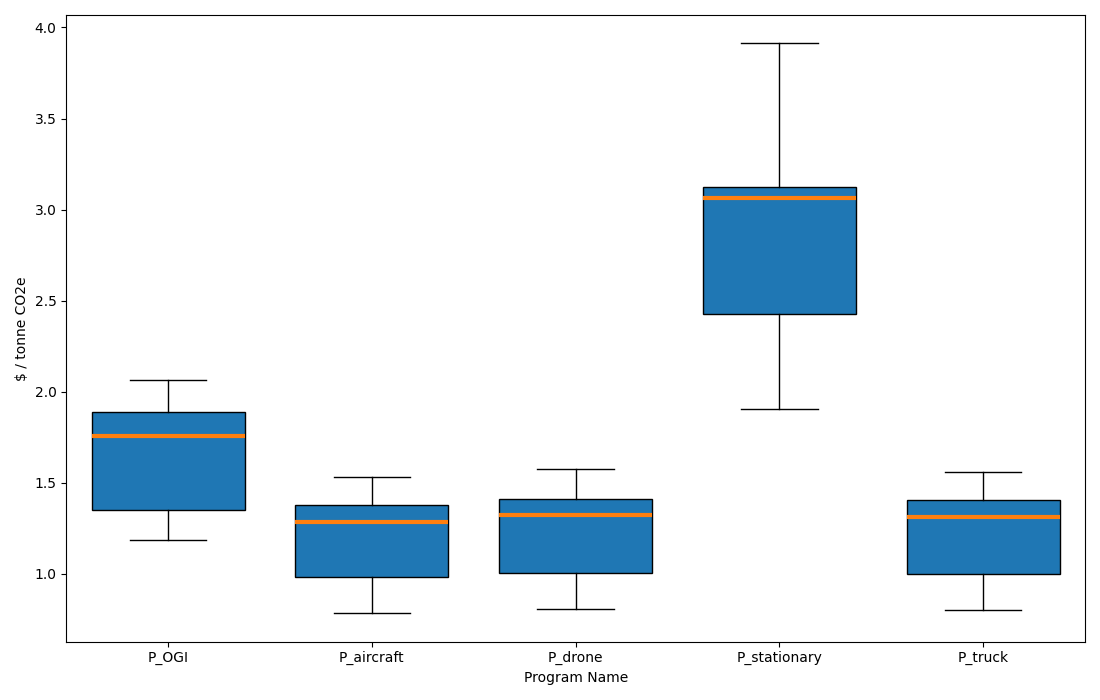 $ / tonne CO2e
4.0
3.5
3.0
2.5
2.0
1.5
1.0
P_OGI
P_aircraft
P_drone
P_stationary
P_truck
Program Name